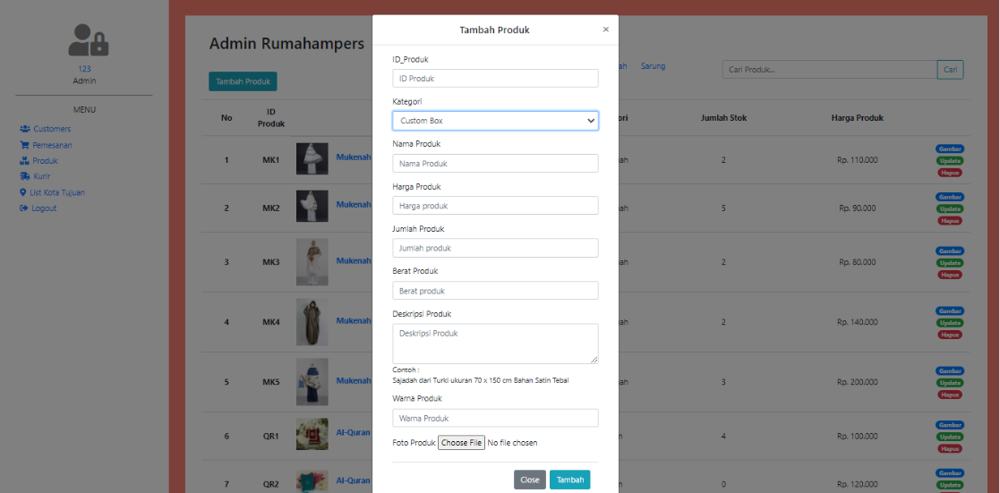 123
Admin
MENU
Customers
Pemesanan
Produk
Kurir
List Kota Tujuan
Logout
Admin Rumahampers
Tambah Produk
ah Sarung
Cari Produk...
Cari
No
ID
Produk
ori
Jumlah Stok
Harga Produk
1 MK1 Mukenah ah 2 Rp. 110.000
Gambar
Update
Hapus
2 MK2 Mukenah ah 5 Rp. 90.000
Gambar
Update
Hapus
3 MK3 Mukenah ah 2 Rp. 80.000
Gambar
Update
Hapus
4 MK4 Mukenah ah 2 Rp. 140.000
Gambar
Update
Hapus
5 MK5 Mukenah ah 3 Rp. 200.000
Gambar
Update
Hapus
6 QR1 Al-Quran n 4 Rp. 100.000
Gambar
Update
Hapus
7 QR2 Al-Quran n 0 Rp. 120.000
Gambar
Update
Tambah Produk
×
ID_Produk
ID Produk
Kategori
Custom Box
Nama Produk
Nama Produk
Harga Produk
Harga produk
Jumlah Produk
Jumlah produk
Berat Produk
Berat produk
Deskripsi Produk
Deskripsi Produk
Contoh :
Sajadah dari Turki ukuran 70 x 150 cm Bahan Satin Tebal
Warna Produk
Warna Produk
Foto Produk Choose File No file chosen
Close Tambah